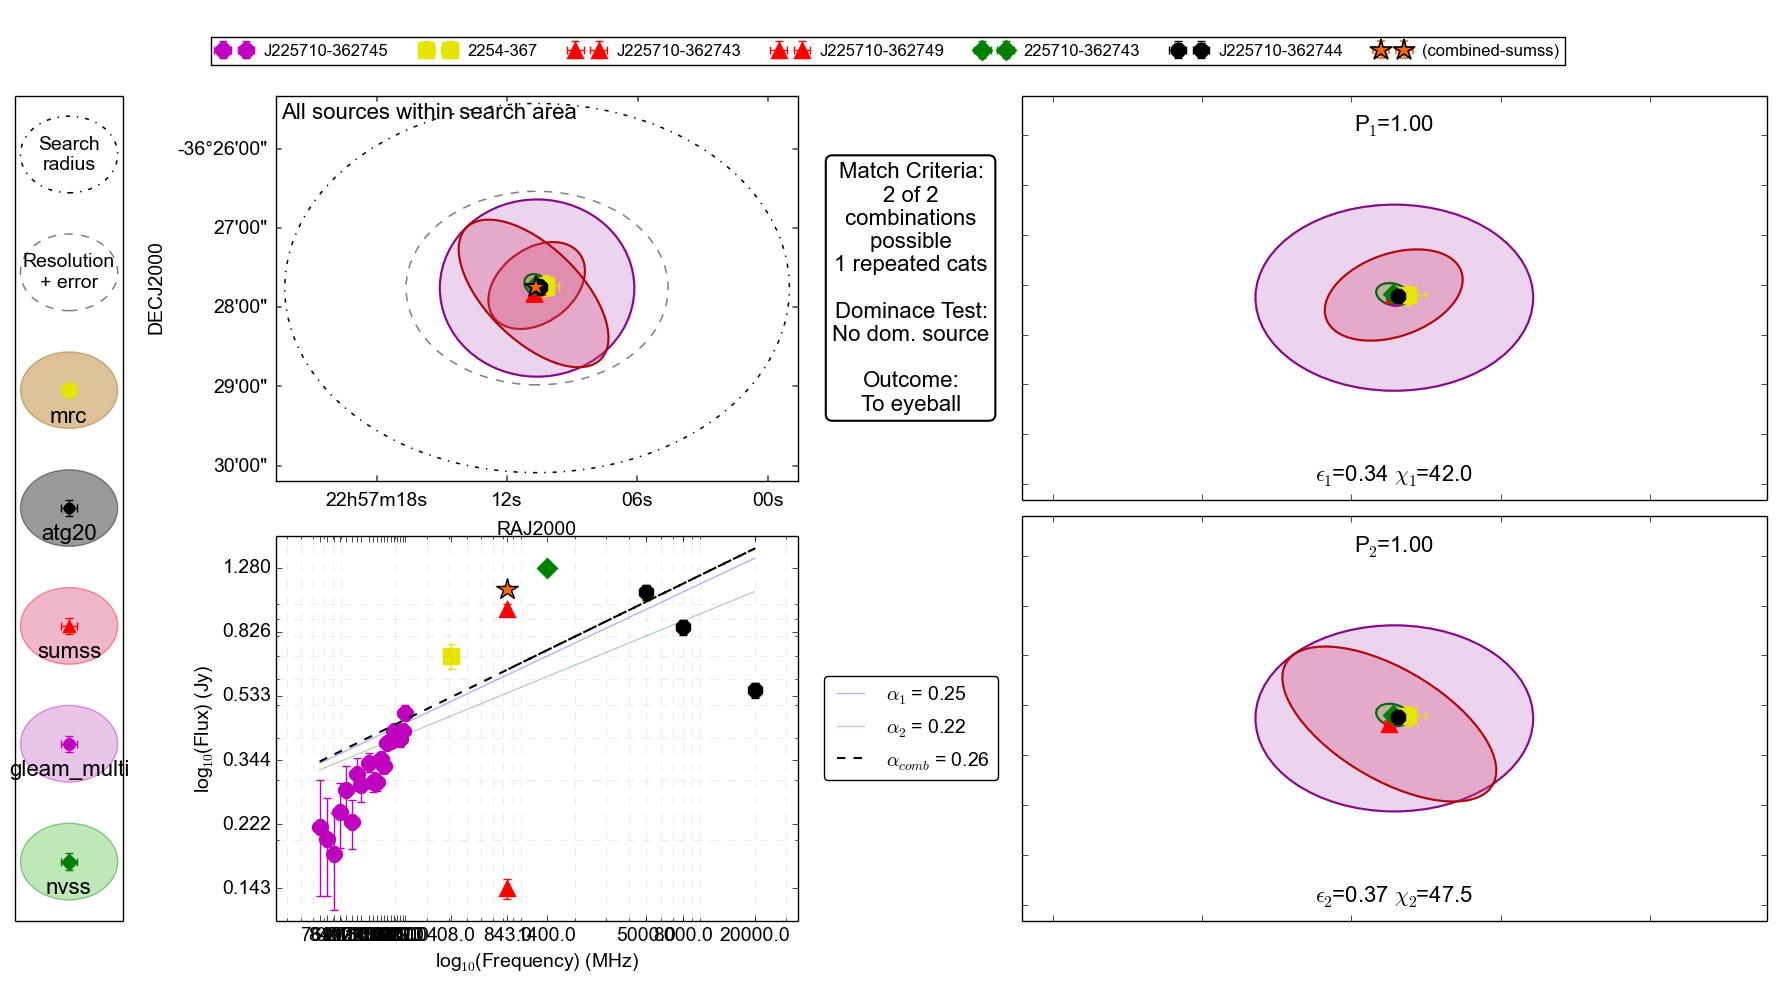 J225710-362745 2254-367 J225710-362743 J225710-362749 225710-362743 J225710-362744 (combined-sumss)
Search
radius
Resolution
+ error
mrc
atg20
sumss
gleam_multi
nvss
All sources within search area
DECJ2000
-36°26'00"
27'00"
28'00"
29'00"
30'00"
22h57m18s 12s 06s 00s
RAJ2000
Match Criteria:
2 of 2
combinations
possible
1 repeated cats
Dominace Test:
No dom. source
Outcome:
To eyeball
P1=1.00
ϵ1=0.34 χ1=42.0
log10(Flux) (Jy)
1.280
0.826
0.533
0.344
0.222
0.143
408.0 843.0 1400.0 5000.0 8000.0 20000.0
log10(Frequency) (MHz)
α1 = 0.25
α2 = 0.22
αcomb = 0.26
P2=1.00
ϵ2=0.37 χ2=47.5